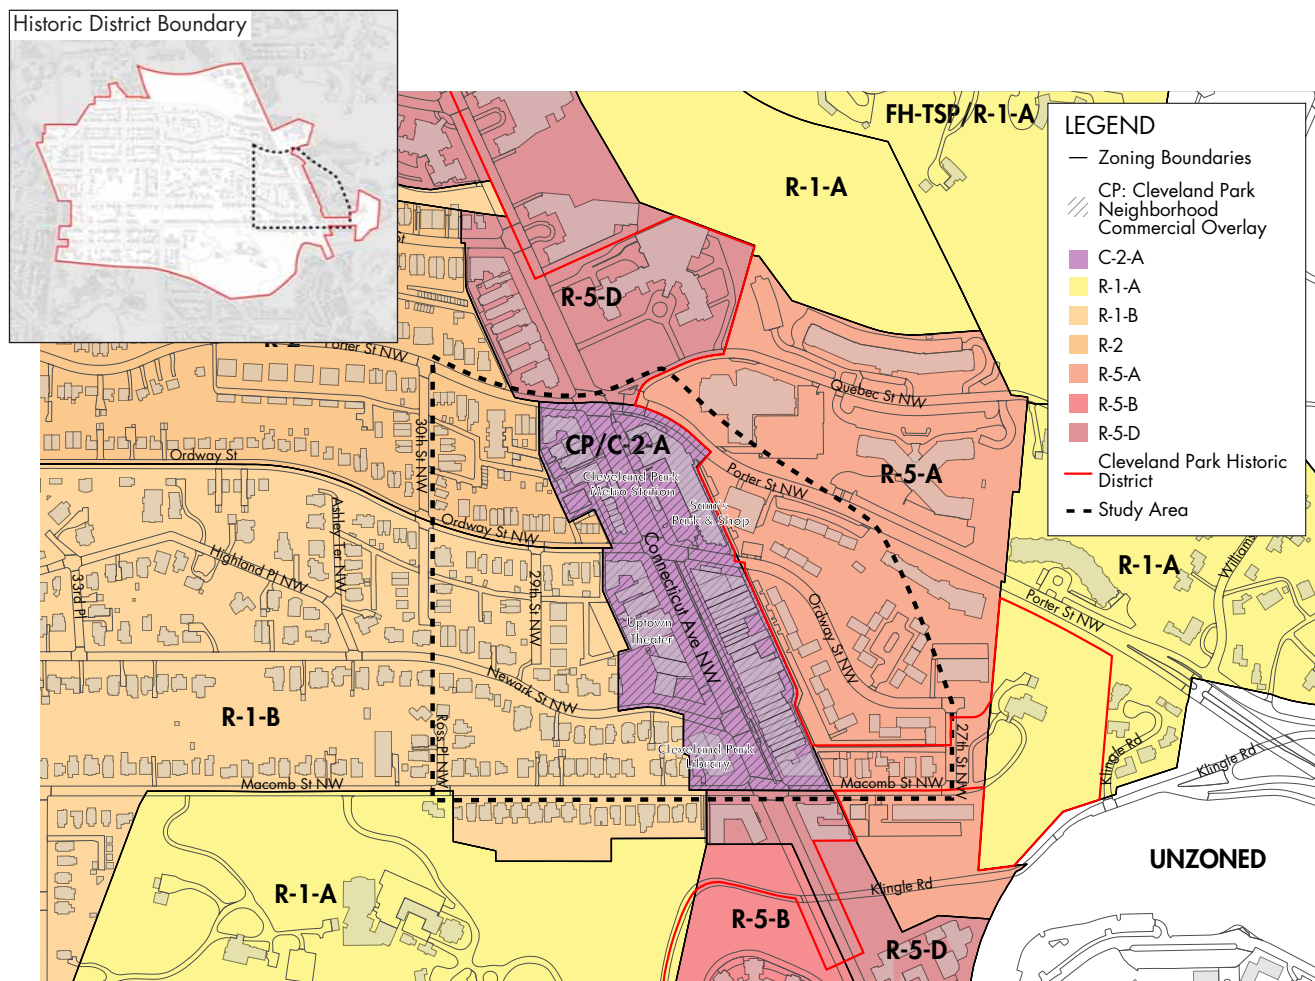 Historic District Boundary
FH-TSP/R-1-A
R-1-A
LEGEND
Zoning Boundaries
CP: Cleveland Park
Neighborhood
Commercial Overlay
C-2-A
R-1-A
R-1-B
R-2
R-5-A
R-5-B
R-5-D
Cleveland Park Historic
District
Study Area
R-5-D
Porter St NW
Quebec St NW
30th St NW
CP/C-2-A
Cleveland Park
Metro Station
Ordway St
Porter St NW
R-5-A
Sam's
Park & Shop
Ashley Ter NW
Ordway St NW
Connecticut Ave NW
Highland Pl NW
33rd Pl
29th St NW
R-1-A
Williams
Porter St NW
Ordway St NW
Uptown
Theater
Newark St NW
R-1-B
Ross Pl NW
Cleveland Park
Library
27th St NW
Klingle Rd
Klingle Rd
Macomb St NW
Macomb St NW
UNZONED
R-1-A
Klingle Rd
R-5-B
R-5-D